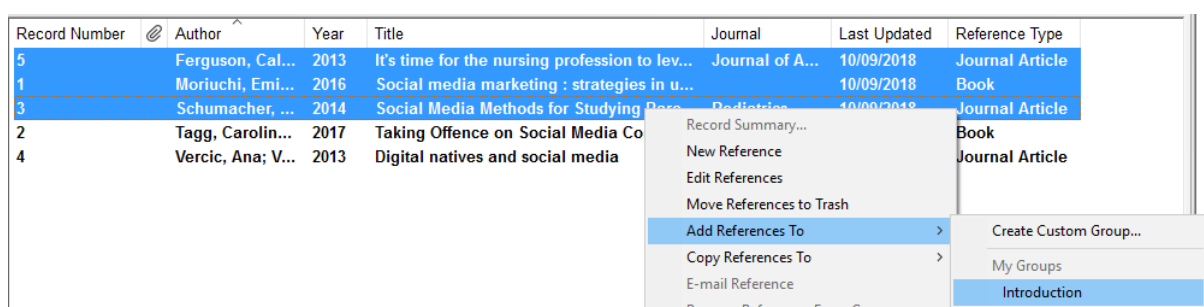 Record Number Author Year Title Journal Last Updated Reference Type
5 Ferguson, Cal... 2013 It's time for the nursing profession to lev... Journal of A... 10/09/2018 Journal Article
1 Moriuchi, Emi... 2016 Social media marketing : strategies in u... 10/09/2018 Book
3 Schumacher, ... 2014 Social Media Methods for Studying Rare Pediatrics 10/09/2018 Journal Article
2 Tagg, Carolin... 2017 Taking Offence on Social Media Co Book
4 Vercic, Ana; V... 2013 Digital natives and social media Journal Article
Record Summary...
New Reference
Edit References
Move References to Trash
Add References To
Copy References To
E-mail Reference
Create Custom Group...
My Groups
Introduction